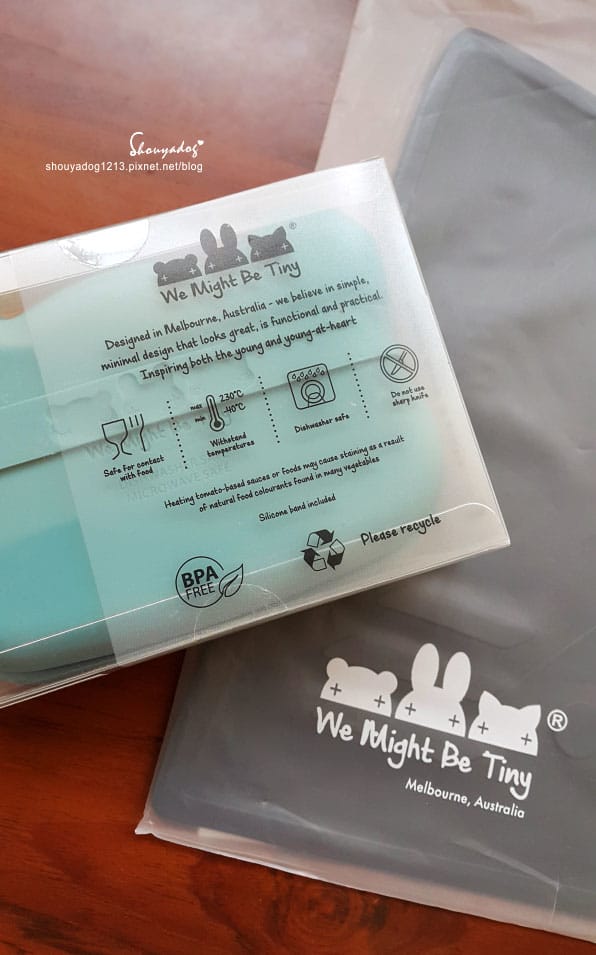 Shouyadog
shouyadog1213.pixnet.net/blog
®
We Might Be Tiny
Designed in Melbourne, Australia - we believe in simple,
minimal design that looks great, is functional and practical.
Inspiring both the young and young-at-heart
Safe for contact
with food
max 230°C
min -40°C
Withstand
temperatures
Dishwasher safe
Do not use
sharp knife
MICROWAVE SAFE
Heating tomato-based sauces or foods may cause staining as a result
of natural food colourants found in many vegetables
Silicone band included
BPA
FREE
Please recycle
®
We Might Be Tiny
Melbourne, Australia